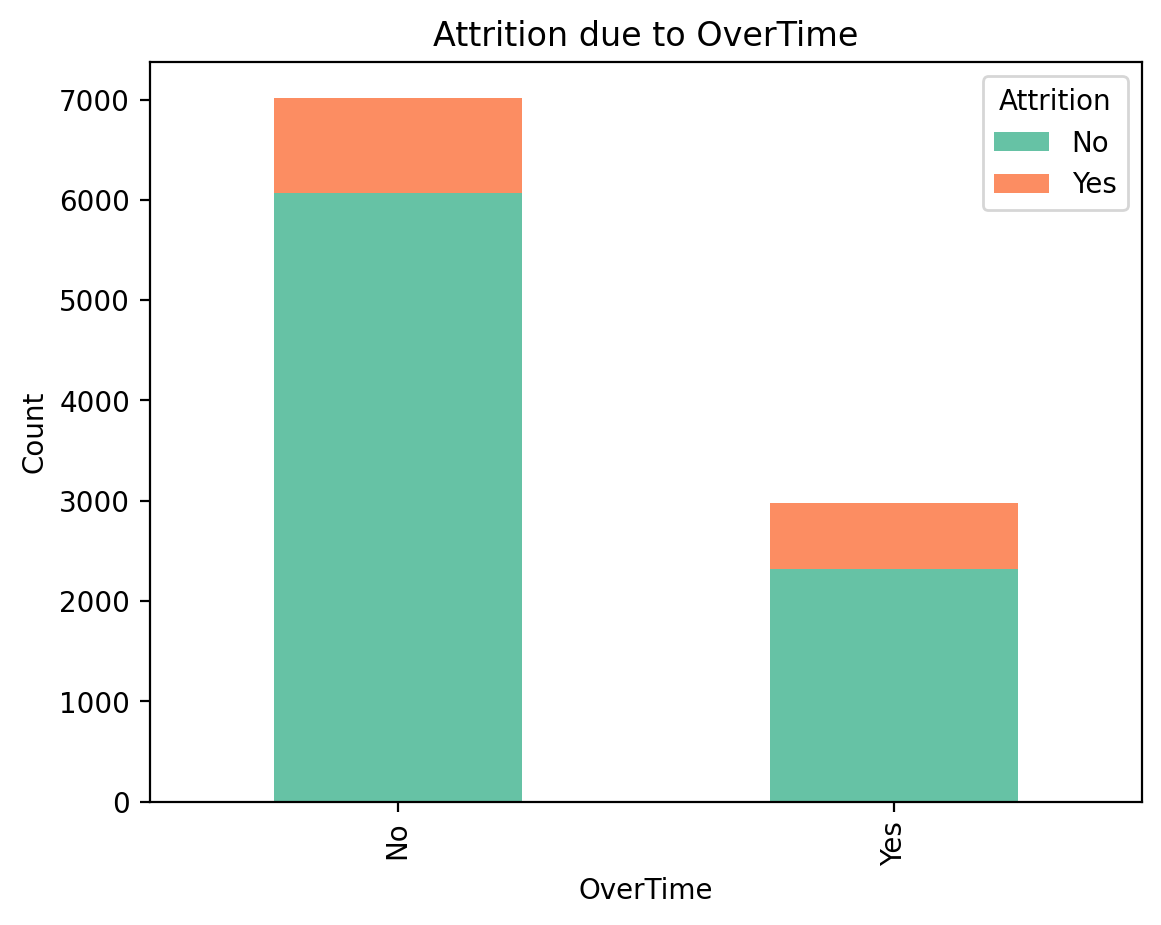 Attrition due to OverTime
Attrition
No
Yes
7000
6000
5000
4000
3000
2000
1000
0
Count
No
Yes
OverTime